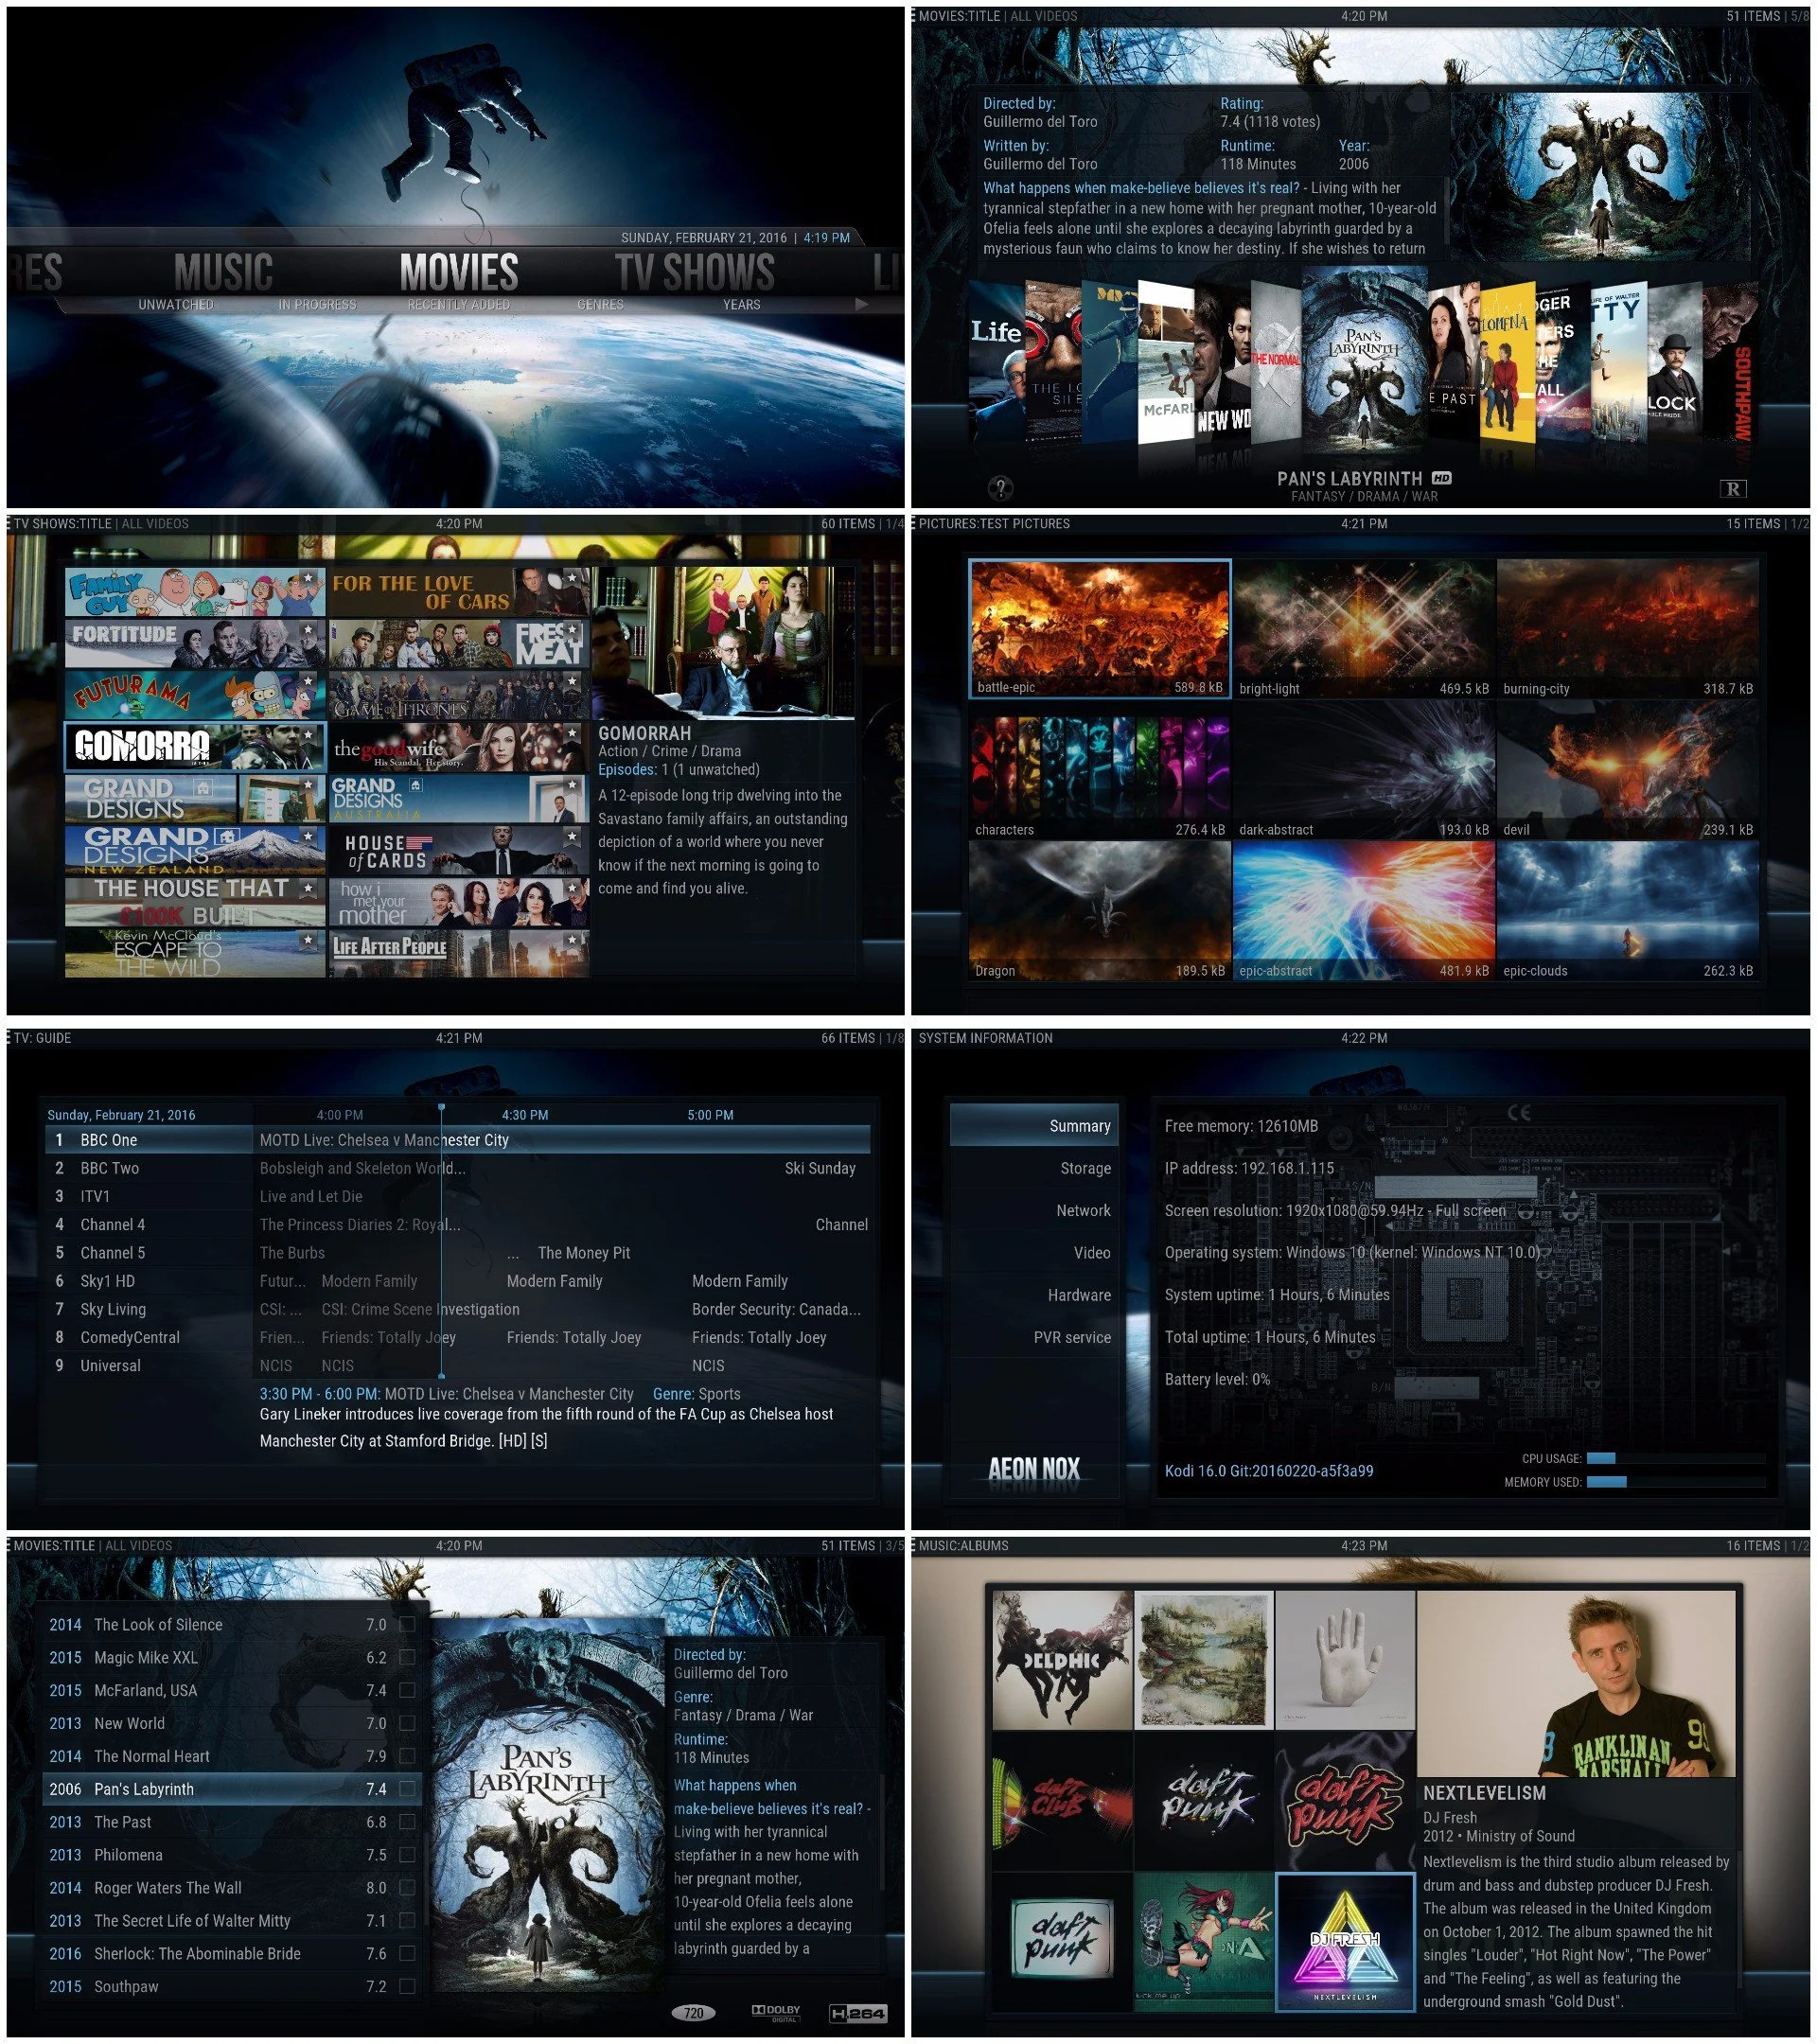 SUNDAY, FEBRUARY 21, 2016 | 4:19 PM
RES MUSIC MOVIES TV SHOWS LI
UNWATCHED IN PROGRESS RECENTLY ADDED GENRES YEARS
MOVIES:TITLE | ALL VIDEOS 4:20 PM 51 ITEMS | 5/8
Directed by: Rating:
Guillermo del Toro 7.4 (1118 votes)
Written by: Runtime: Year:
Guillermo del Toro 118 Minutes 2006
What happens when make-believe believes it's real? - Living with her
tyrannical stepfather in a new home with her pregnant mother, 10-year-old
Ofelia feels alone until she explores a decaying labyrinth guarded by a
mysterious faun who claims to know her destiny. If she wishes to return
Life
THE LO
SIL
McFARL
NEW WO
THE NORMAL
PAN'S
LABYRINTH
E PAST
LOMENA
OGER
ERS
HE
ALL
LIFE OF WALTER
TTY
LOCK
SOUTHPAW
PAN'S LABYRINTH HD
FANTASY / DRAMA / WAR
?
R
TV SHOWS:TITLE | ALL VIDEOS 4:20 PM 60 ITEMS | 1/4
FAMILY GUY
FOR THE LOVE
OF CARS
FORTITUDE
FRESH
MEAT
FUTURAMA
GAME OF THRONES
GOMORRA
the good wife
His Scandal. Her story.
GRAND
DESIGNS
GRAND
DESIGNS
AUSTRALIA
GRAND
DESIGNS
NEW ZEALAND
HOUSE
of CARDS
THE HOUSE THAT
£100K BUILT
how i
met your
mother
Kevin McCloud's
ESCAPE TO
THE WILD
LIFE AFTER PEOPLE
GOMORRAH
Action / Crime / Drama
Episodes: 1 (1 unwatched)
A 12-episode long trip dwelving into the
Savastano family affairs, an outstanding
depiction of a world where you never
know if the next morning is going to
come and find you alive.
PICTURES:TEST PICTURES 4:21 PM 15 ITEMS | 1/2
battle-epic 589.8 kB bright-light 469.5 kB burning-city 318.7 kB
characters 276.4 kB dark-abstract 193.0 kB devil 239.1 kB
Dragon 189.5 kB epic-abstract 481.9 kB epic-clouds 262.3 kB
TV: GUIDE 4:21 PM 66 ITEMS | 1/8
Sunday, February 21, 2016 4:00 PM 4:30 PM 5:00 PM
1 BBC One MOTD Live: Chelsea v Manchester City
2 BBC Two Bobsleigh and Skeleton World... Ski Sunday
3 ITV1 Live and Let Die
4 Channel 4 The Princess Diaries 2: Royal... Channel
5 Channel 5 The Burbs ... The Money Pit
6 Sky1 HD Futur... Modern Family Modern Family Modern Family
7 Sky Living CSI: ... CSI: Crime Scene Investigation Border Security: Canada...
8 ComedyCentral Frien... Friends: Totally Joey Friends: Totally Joey Friends: Totally Joey
9 Universal NCIS NCIS NCIS
3:30 PM - 6:00 PM: MOTD Live: Chelsea v Manchester City Genre: Sports
Gary Lineker introduces live coverage from the fifth round of the FA Cup as Chelsea host
Manchester City at Stamford Bridge. [HD] [S]
SYSTEM INFORMATION 4:22 PM
Summary
Storage
Network
Video
Hardware
PVR service
AEON NOX
CE
S/N:
B/N:
Free memory: 12610MB
IP address: 192.168.1.115
Screen resolution: 1920x1080@59.94Hz - Full screen
Operating system: Windows 10 (kernel: Windows NT 10.0)
System uptime: 1 Hours, 6 Minutes
Total uptime: 1 Hours, 6 Minutes
Battery level: 0%
Kodi 16.0 Git:20160220-a5f3a99
CPU USAGE:
MEMORY USED:
MOVIES:TITLE | ALL VIDEOS 4:20 PM 51 ITEMS | 3/5
2014 The Look of Silence 7.0
2015 Magic Mike XXL 6.2
2015 McFarland, USA 7.4
2013 New World 7.0
2014 The Normal Heart 7.9
2006 Pan's Labyrinth 7.4
2013 The Past 6.8
2013 Philomena 7.5
2014 Roger Waters The Wall 8.0
2013 The Secret Life of Walter Mitty 7.1
2016 Sherlock: The Abominable Bride 7.6
2015 Southpaw 7.2
PAN'S
LABYRINTH
Directed by:
Guillermo del Toro
Genre:
Fantasy / Drama / War
Runtime:
118 Minutes
What happens when
make-believe believes it's real? -
Living with her tyrannical
stepfather in a new home with
her pregnant mother,
10-year-old Ofelia feels alone
until she explores a decaying
labyrinth guarded by a
720 DOLBY DIGITAL H.264
MUSIC:ALBUMS 4:23 PM 16 ITEMS | 1/2
DELPHIC
daft club
daft punk
daft punk
daft punk
DJ FRESH
NEXTLEVELISM
RANKLINAN
MARSHALL
NEXTLEVELISM
DJ Fresh
2012 • Ministry of Sound
Nextlevelism is the third studio album released by
drum and bass and dubstep producer DJ Fresh.
The album was released in the United Kingdom
on October 1, 2012. The album spawned the hit
singles "Louder", "Hot Right Now", "The Power"
and "The Feeling", as well as featuring the
underground smash "Gold Dust".